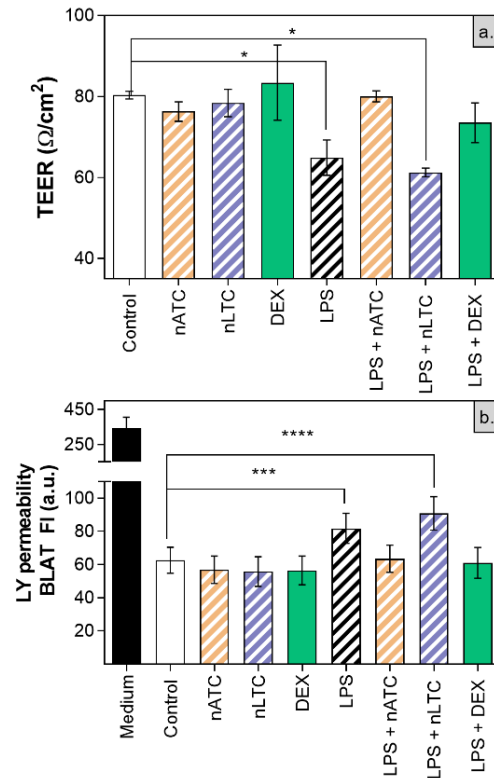 a.
100
80
60
40
TEER (Ω/cm²)
*
*
Control
nATC
nLTC
DEX
LPS
LPS + nATC
LPS + nLTC
LPS + DEX
b.
450
250
100
80
60
40
20
LY permeability
BLAT FI (a.u.)
****
***
Medium
Control
nATC
nLTC
DEX
LPS
LPS + nATC
LPS + nLTC
LPS + DEX